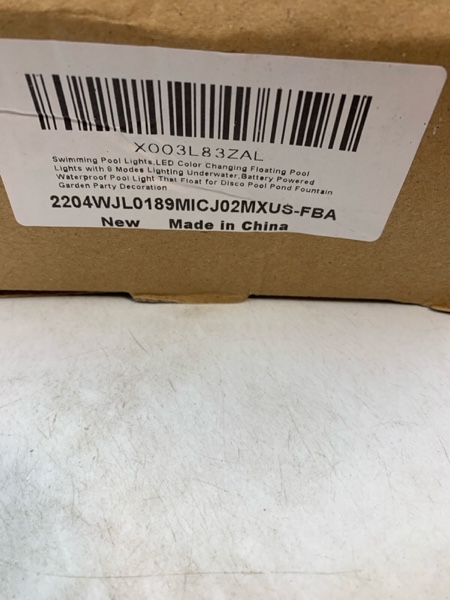 X003L83ZAL
Swimming Pool Lights,LED Color Changing Floating Pool
Lights with 8 Modes Lighting Underwater,Battery Powered
Waterproof Pool Light That Float for Disco Pool Pond Fountain
Garden Party Decoration
2204WJL0189MICJ02MXUS-FBA
New Made in China